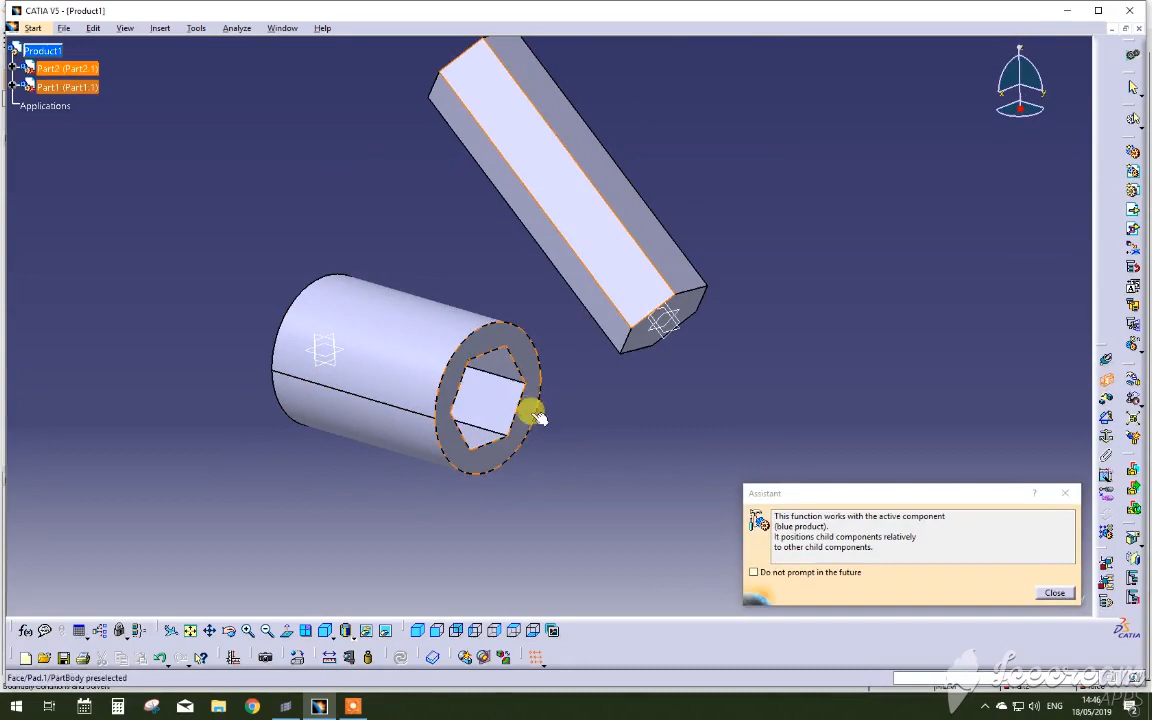 CATIA V5 - [Product1]
Start File Edit View Insert Tools Window Analyze Help
Product1
Part2 (Part2.1)
Part1 (Part1.1)
Applications
x y
Assistant ?
This function works with the active component
(blue product).
It positions child components relatively
to other child components.
Do not prompt in the future
Close
CATIA
f(x)
Face/Pad.1/PartBody preselected
Icecream
APPS
ENG
14:46
18/05/2019
2